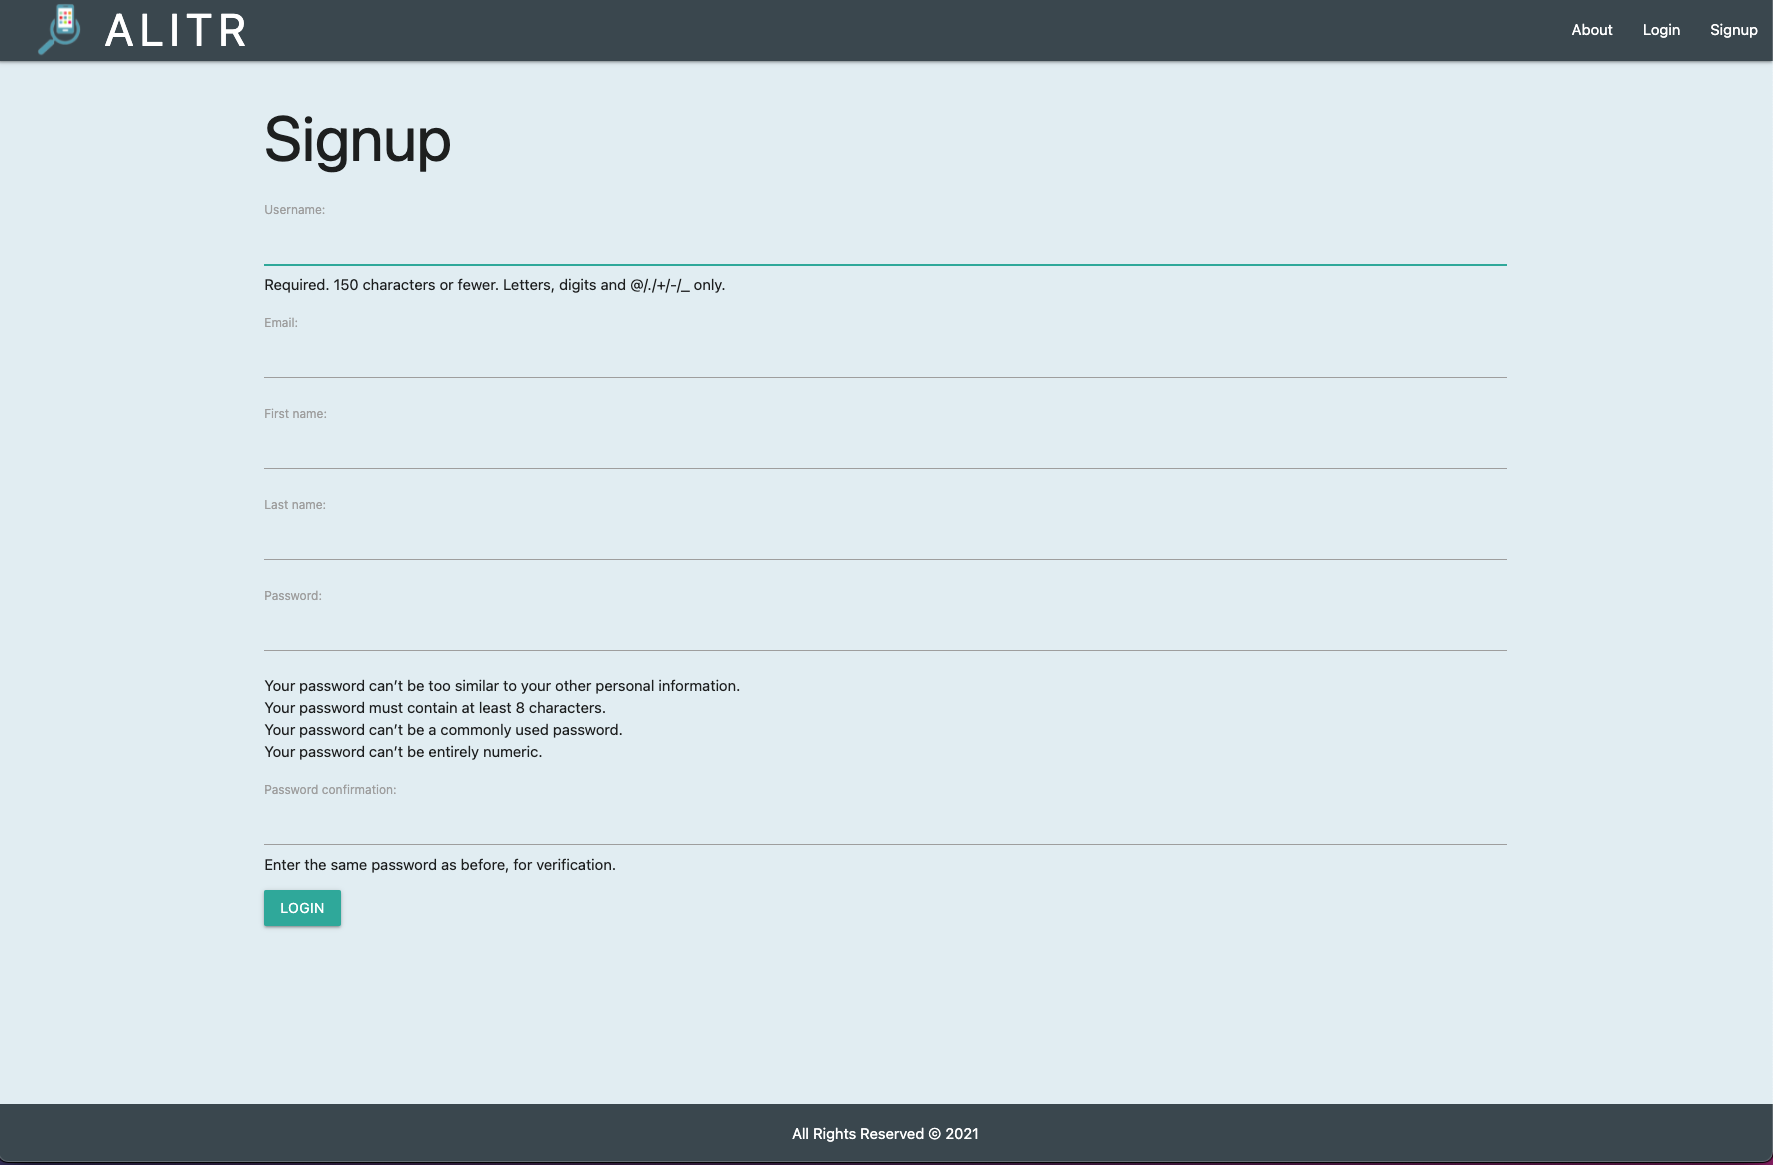 ALITR
About Login Signup
Signup
Username:
Required. 150 characters or fewer. Letters, digits and @/./+/-/_ only.
Email:
First name:
Last name:
Password:
Your password can’t be too similar to your other personal information.
Your password must contain at least 8 characters.
Your password can’t be a commonly used password.
Your password can’t be entirely numeric.
Password confirmation:
Enter the same password as before, for verification.
LOGIN
All Rights Reserved © 2021